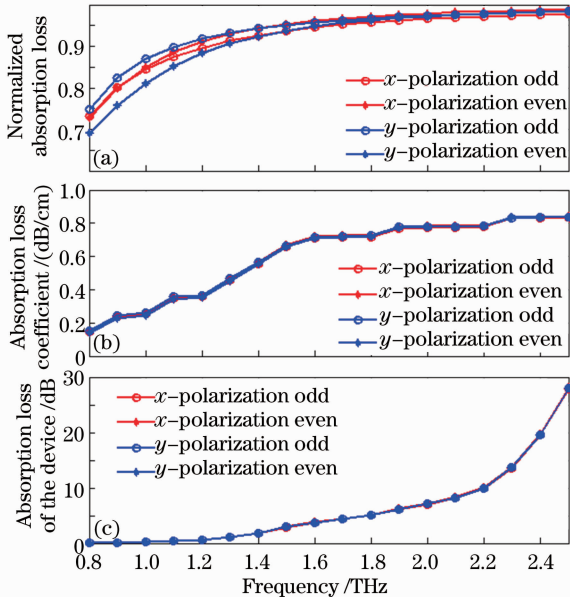 Normalized
absorption loss
0.9
0.8
0.7
(a)
x-polarization odd
x-polarization even
y-polarization odd
y-polarization even
Absorption loss
coefficient /(dB/cm)
1.0
0.8
0.6
0.4
0.2
0
(b)
x-polarization odd
x-polarization even
y-polarization odd
y-polarization even
Absorption loss
of the device /dB
30
20
10
0
(c)
x-polarization odd
x-polarization even
y-polarization odd
y-polarization even
0.8 1.0 1.2 1.4 1.6 1.8 2.0 2.2 2.4
Frequency /THz